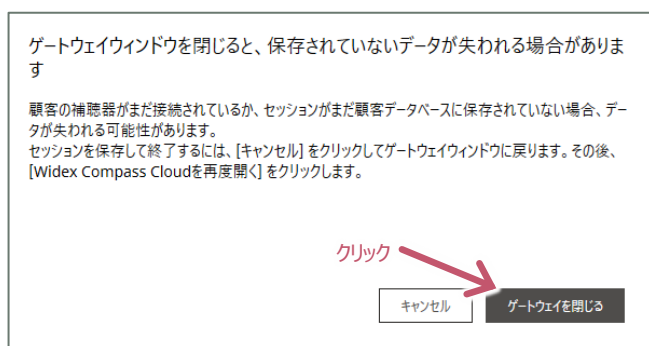 ゲートウェイウィンドウを閉じると、保存されていないデータが失われる場合がありま
す
顧客の補聴器がまだ接続されているか、セッションがまだ顧客データベースに保存されていない場合、デー
タが失われる可能性があります。
セッションを保存して終了するには、[キャンセル] をクリックしてゲートウェイウィンドウに戻ります。その後、
[Widex Compass Cloudを再度開く] をクリックします。
クリック
キャンセル
ゲートウェイを閉じる